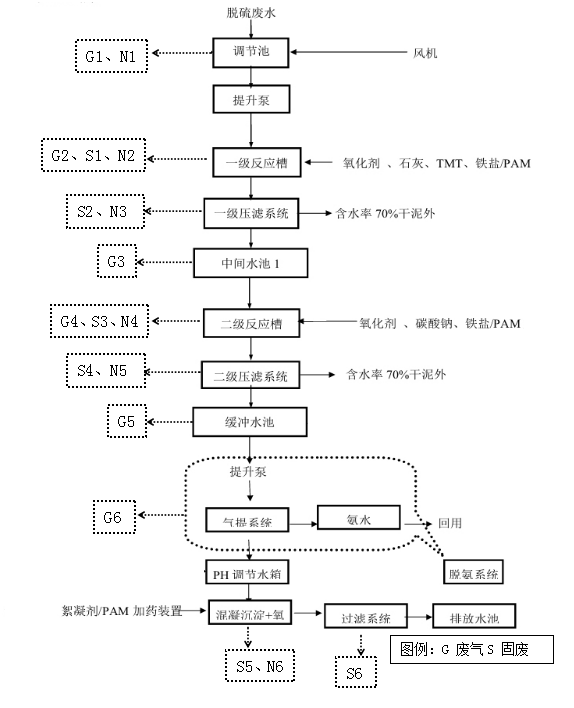 脱硫废水
G1、N1
调节池
风机
提升泵
G2、S1、N2
一级反应槽
氧化剂 、石灰、TMT、铁盐/PAM
S2、N3
一级压滤系统
含水率 70%干泥外
G3
中间水池 1
G4、S3、N4
二级反应槽
氧化剂 、碳酸钠、铁盐/PAM
S4、N5
二级压滤系统
含水率 70%干泥外
G5
缓冲水池
提升泵
G6
气提系统
氨水
回用
PH 调节水箱
脱氨系统
絮凝剂/PAM 加药装置
混凝沉淀+氧
过滤系统
排放水池
图例: G 废气 S 固废
S5、N6
S6